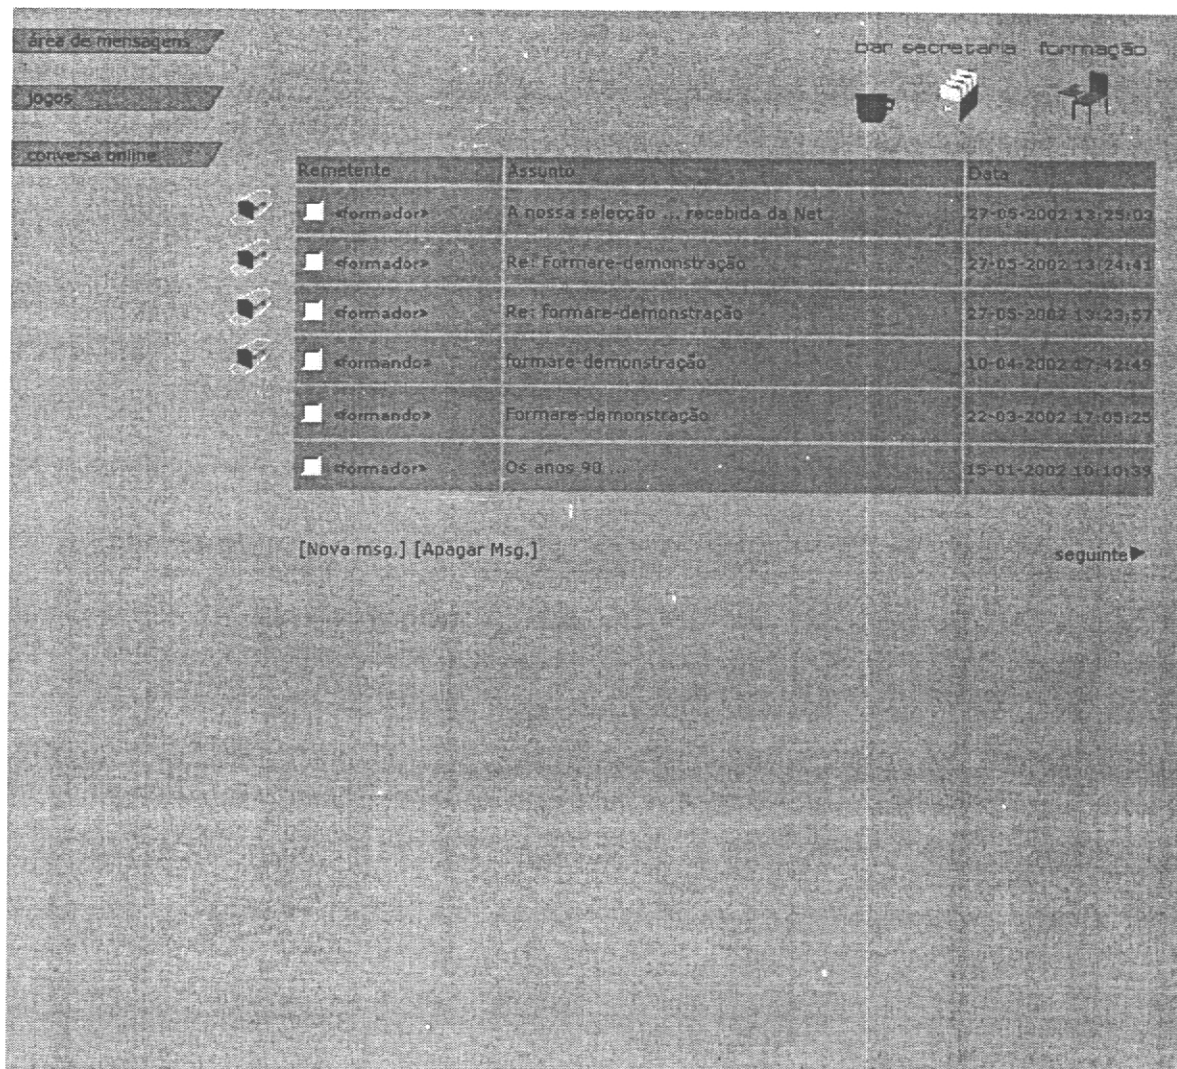 área de mensagens
bar secretaria formação
jogos
conversa online
Remetente Assunto Data
«formador» A nossa selecção ... recebida da Net 27-05-2002 13:25:03
«formador» Re: Formare-demonstração 27-05-2002 13:24:41
«formador» Re: formare-demonstração 27-05-2002 13:23:57
«formando» formare-demonstração 10-04-2002 17:42:49
«formando» Formare-demonstração 22-03-2002 17:05:25
«formador» Os anos 90 ... 15-01-2002 10:10:39
[Nova msg.] [Apagar Msg.] seguinte